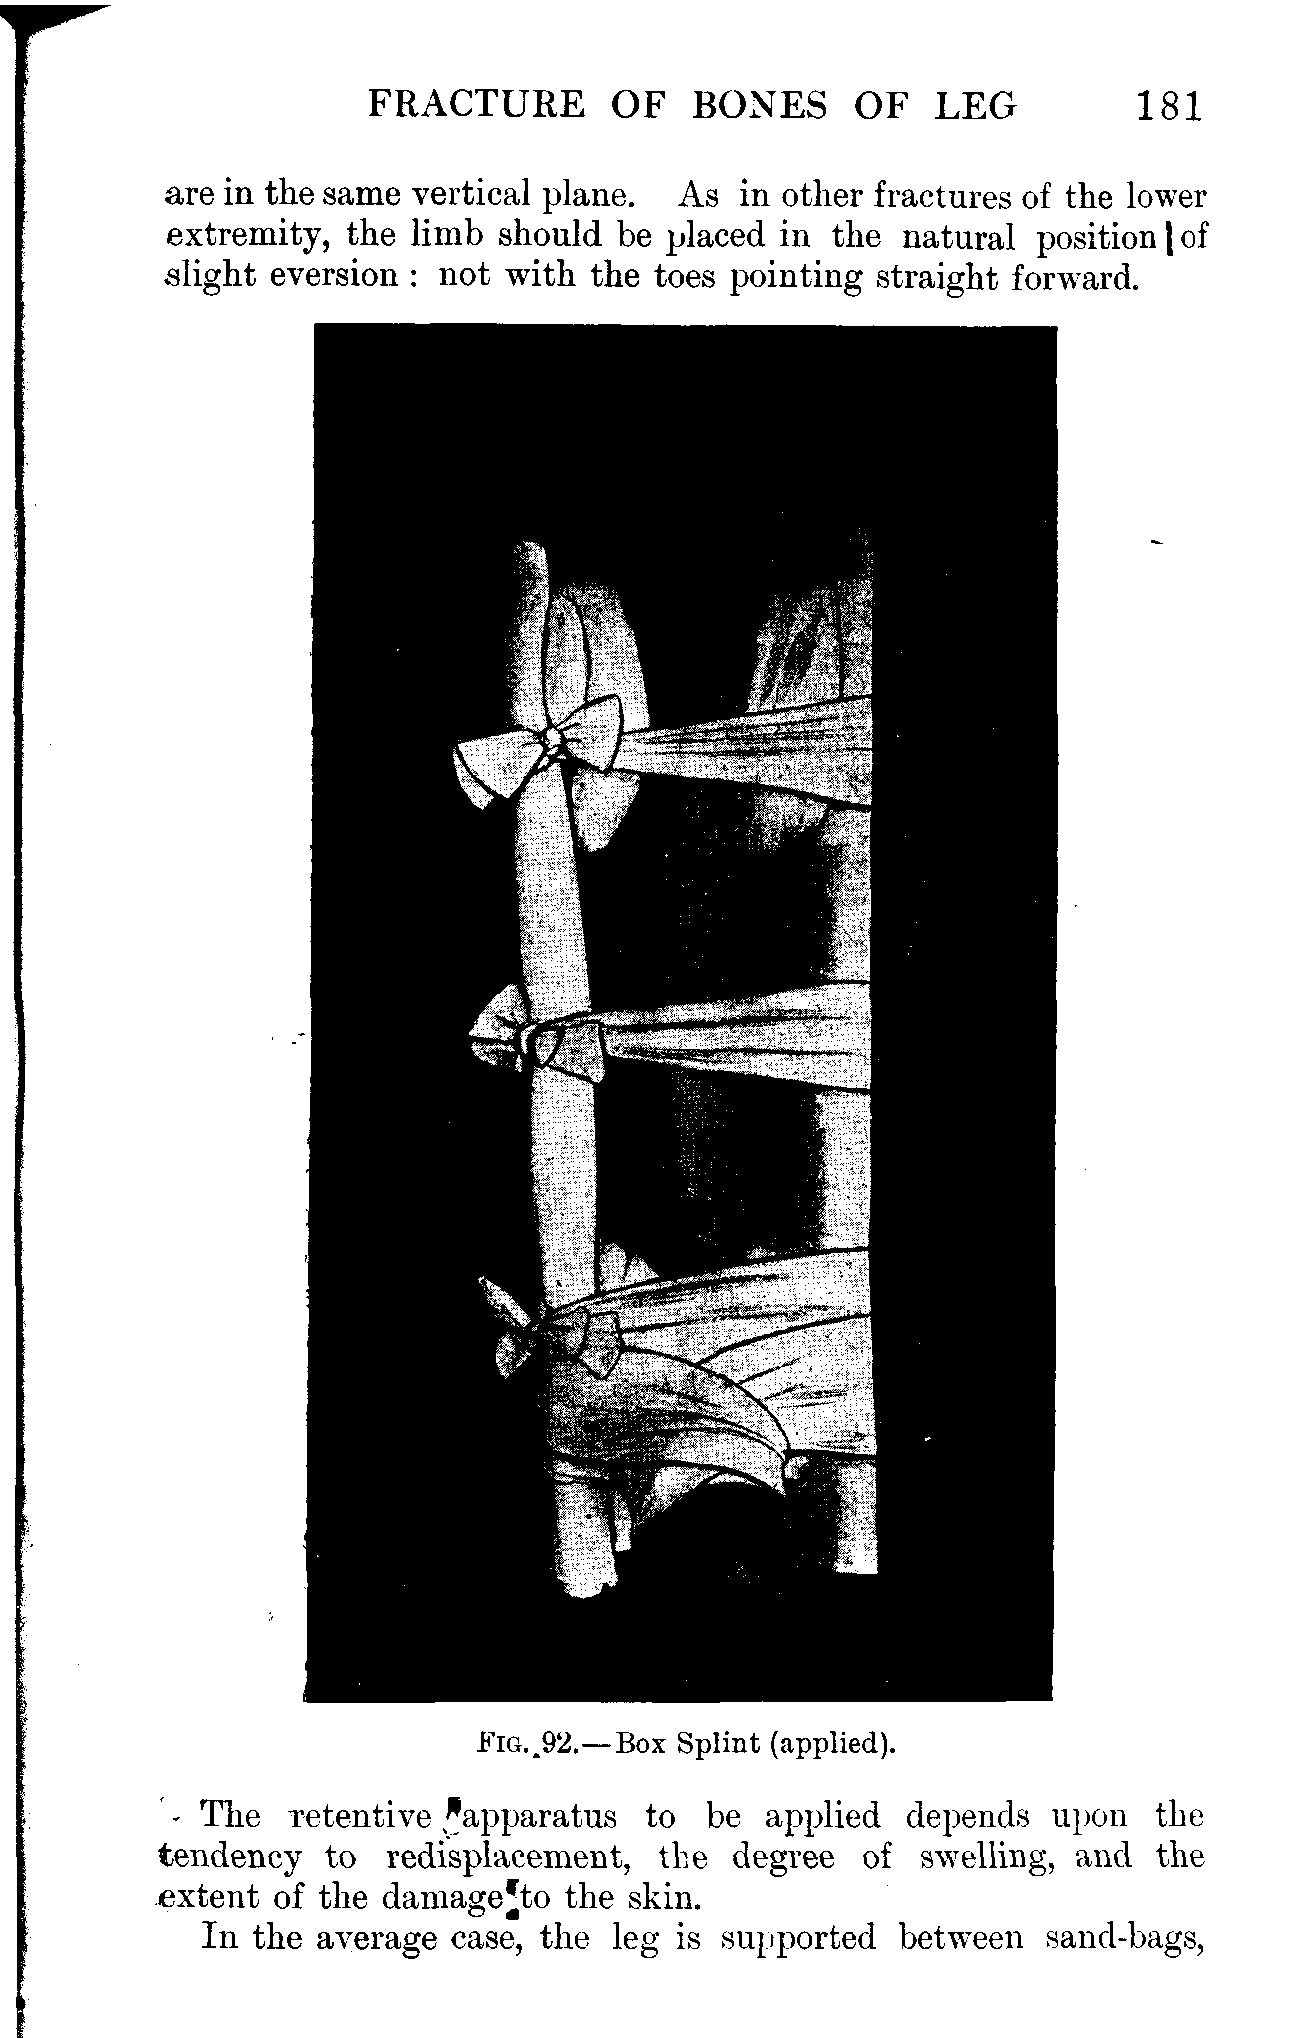 FRACTURE OF BONES OF LEG 181
are in the same vertical plane. As in other fractures of the lower
extremity, the limb should be placed in the natural position of
slight eversion : not with the toes pointing straight forward.
FIG. 92.—Box Splint (applied).
The retentive apparatus to be applied depends upon the
tendency to redisplacement, the degree of swelling, and the
extent of the damage to the skin.
In the average case, the leg is supported between sand-bags,